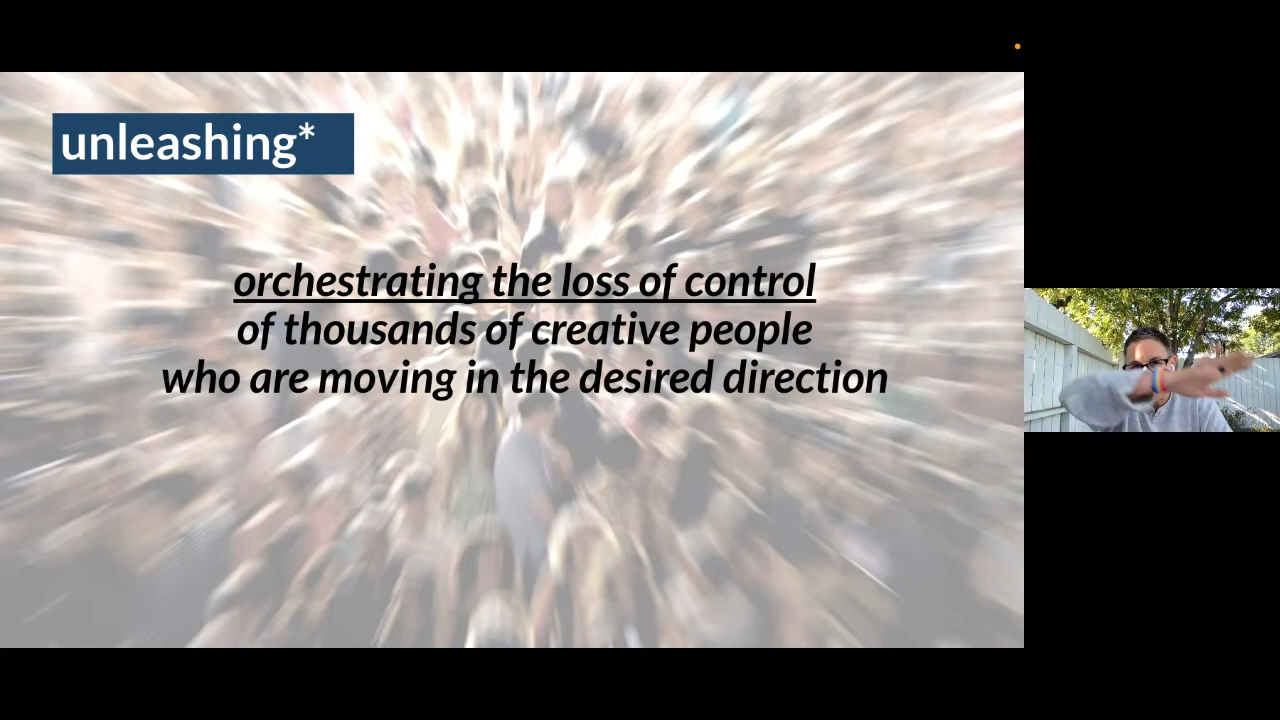 unleashing*
orchestrating the loss of control
of thousands of creative people
who are moving in the desired direction